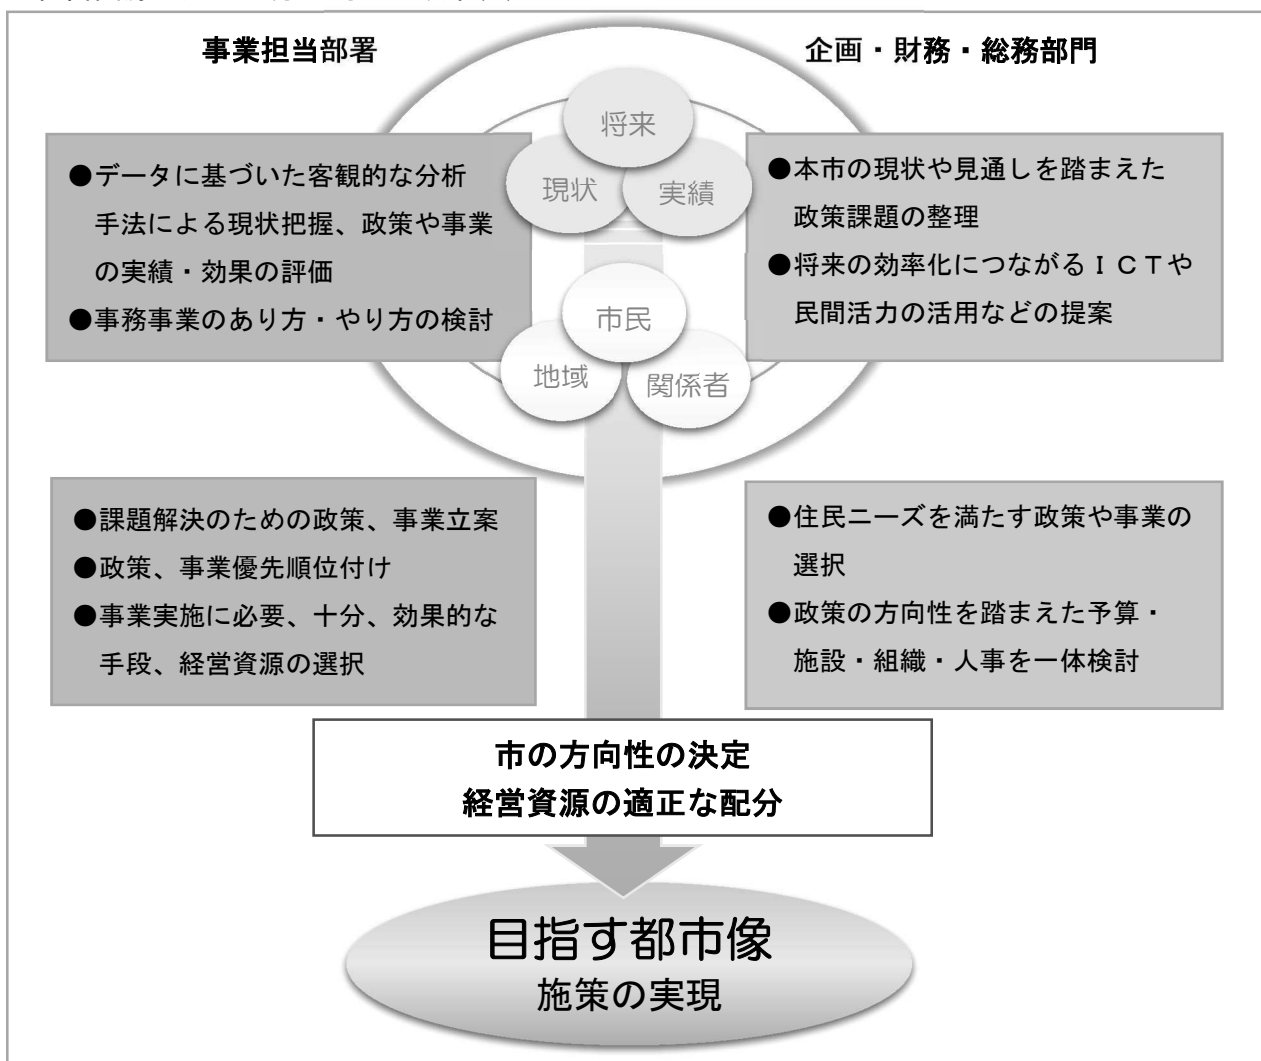 事業担当部署
企画・財務・総務部門
将来
現状
実績
市民
地域
関係者
●データに基づいた客観的な分析
手法による現状把握、政策や事業
の実績・効果の評価
●事務事業のあり方・やり方の検討
●本市の現状や見通しを踏まえた
政策課題の整理
●将来の効率化につながるＩＣＴや
民間活力の活用などの提案
●課題解決のための政策、事業立案
●政策、事業優先順位付け
●事業実施に必要、十分、効果的な
手段、経営資源の選択
●住民ニーズを満たす政策や事業の
選択
●政策の方向性を踏まえた予算・
施設・組織・人事を一体検討
市の方向性の決定
経営資源の適正な配分
目指す都市像
施策の実現